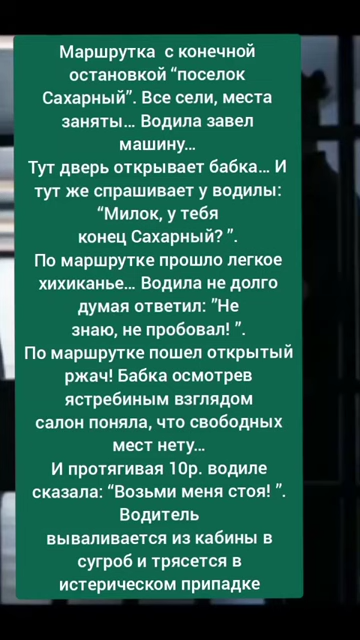 Маршрутка  с конечной
остановкой “поселок
Сахарный”. Все сели, места
заняты... Водила завел
машину...
Тут дверь открывает бабка... И
тут же спрашивает у водилы:
“Милок, у тебя
конец Сахарный? ”.
По маршрутке прошло легкое
хихиканье... Водила не долго
думая ответил: ”Не
знаю, не пробовал! ”.
По маршрутке пошел открытый
ржач! Бабка осмотрев
ястребиным взглядом
салон поняла, что свободных
мест нету...
И протягивая 10р. водиле
сказала: “Возьми меня стоя! ”.
Водитель
вываливается из кабины в
сугроб и трясется в
истерическом припадке